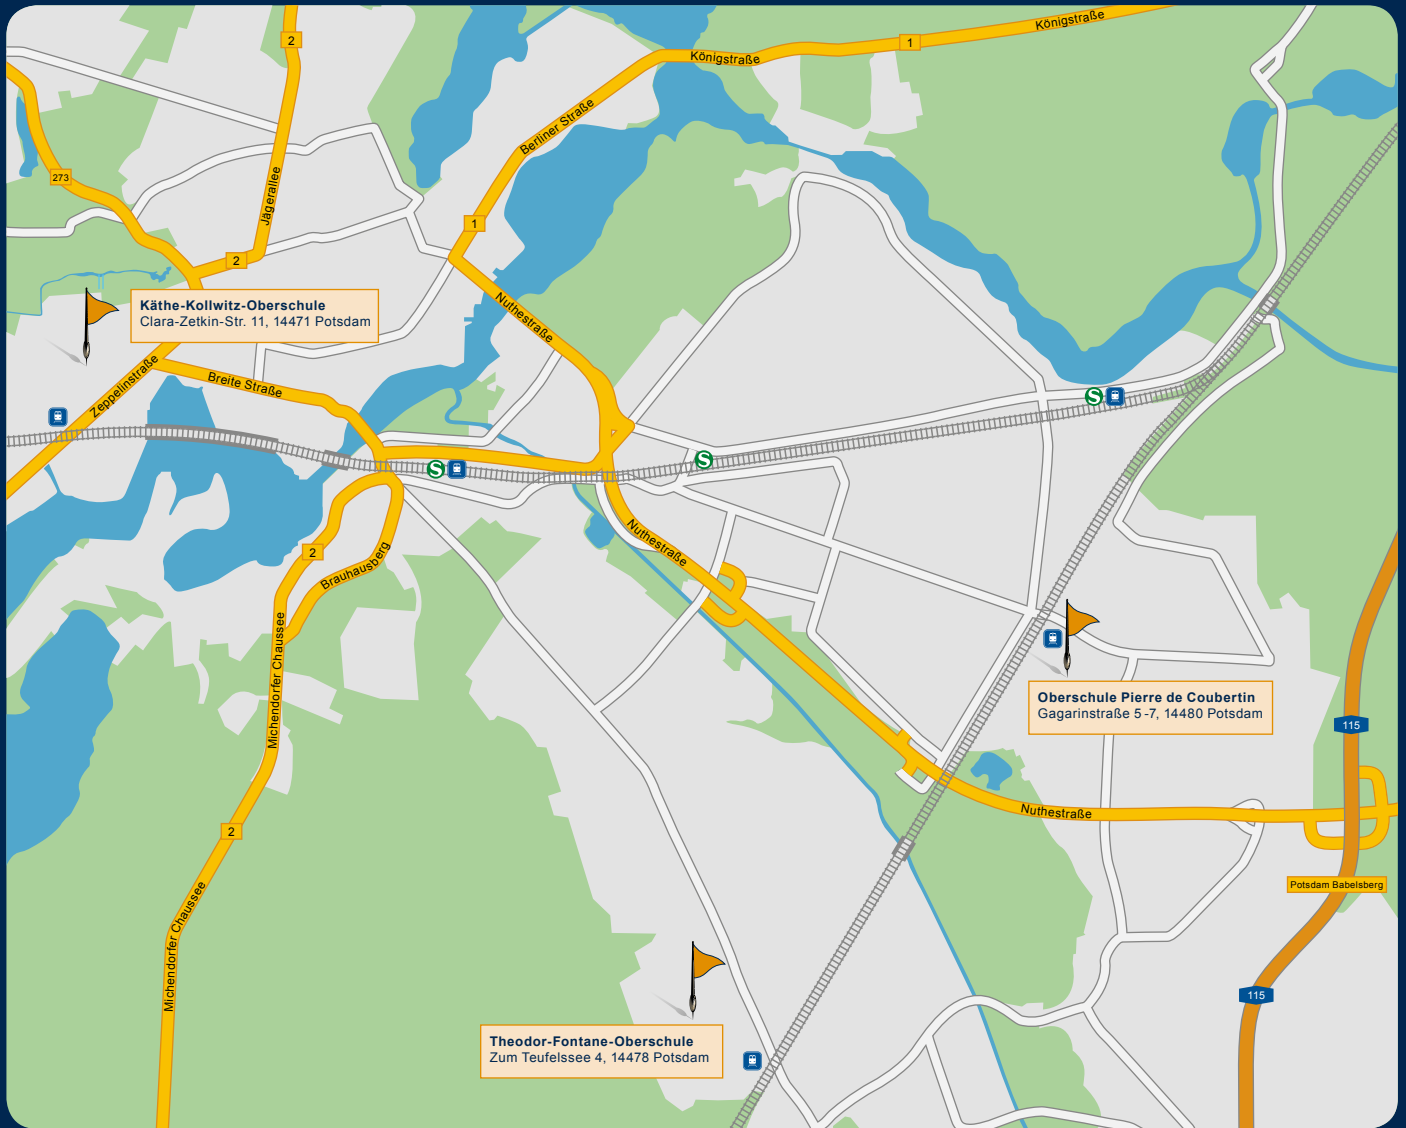 Königstraße
2
1
Königstraße
Berliner Straße
273
Jägerallee
1
2
Käthe-Kollwitz-Oberschule
Clara-Zetkin-Str. 11, 14471 Potsdam
Nuthestraße
Zeppelinstraße
Breite Straße
S
S
S
Nuthestraße
2
Brauhausberg
Michendorfer Chaussee
Oberschule Pierre de Coubertin
Gagarinstraße 5-7, 14480 Potsdam
115
Nuthestraße
2
Potsdam Babelsberg
Michendorfer Chaussee
115
Theodor-Fontane-Oberschule
Zum Teufelssee 4, 14478 Potsdam